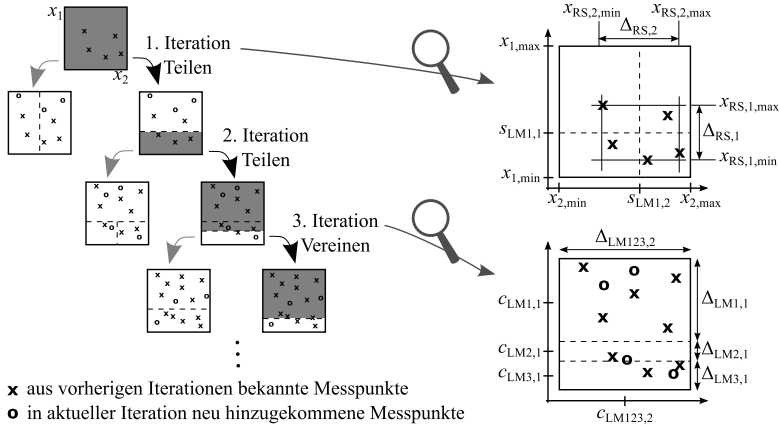 x1
x2
1. Iteration
Teilen
2. Iteration
Teilen
3. Iteration
Vereinen
xRS,2,min
xRS,2,max
ΔRS,2
x1,max
xRS,1,max
sLM1,1
ΔRS,1
xRS,1,min
x1,min
x2,min
sLM1,2
x2,max
ΔLM123,2
cLM1,1
ΔLM1,1
cLM2,1
ΔLM2,1
cLM3,1
ΔLM3,1
cLM123,2
x aus vorherigen Iterationen bekannte Messpunkte
o in aktueller Iteration neu hinzugekommene Messpunkte